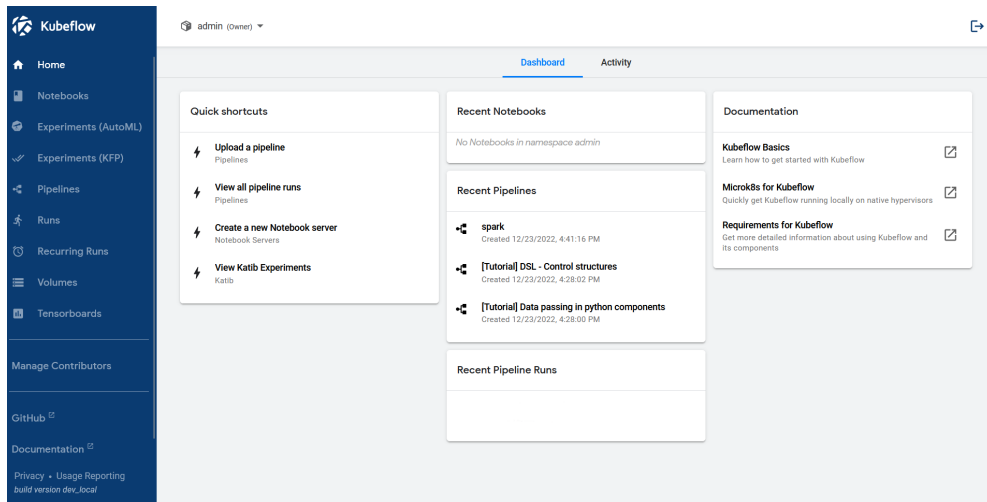 Kubeflow
Home
Notebooks
Experiments (AutoML)
Experiments (KFP)
Pipelines
Runs
Recurring Runs
Volumes
Tensorboards
Manage Contributors
GitHub
Documentation
Privacy • Usage Reporting
build version dev_local
admin (Owner)
Dashboard Activity
Quick shortcuts
Upload a pipeline
Pipelines
View all pipeline runs
Pipelines
Create a new Notebook server
Notebook Servers
View Katib Experiments
Katib
Recent Notebooks
No Notebooks in namespace admin
Recent Pipelines
spark
Created 12/23/2022, 4:41:16 PM
[Tutorial] DSL - Control structures
Created 12/23/2022, 4:28:02 PM
[Tutorial] Data passing in python components
Created 12/23/2022, 4:28:00 PM
Recent Pipeline Runs
Documentation
Kubeflow Basics
Learn how to get started with Kubeflow
Microk8s for Kubeflow
Quickly get Kubeflow running locally on native hypervisors
Requirements for Kubeflow
Get more detailed information about using Kubeflow and
its components